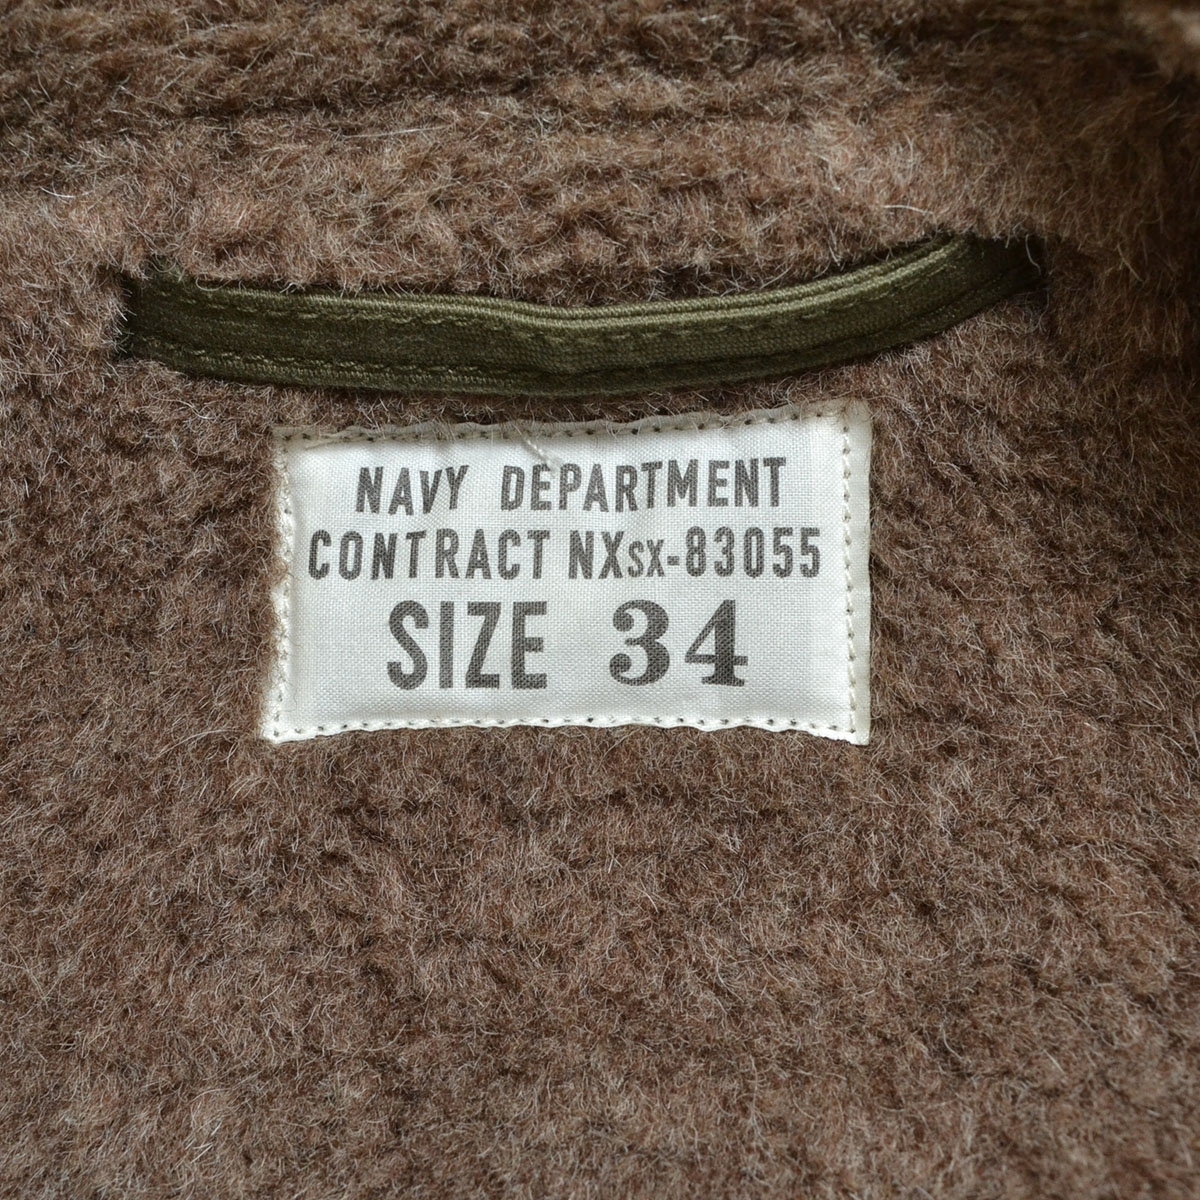 NAVY DEPARTMENT
CONTRACT NXsx-83055
SIZE 34